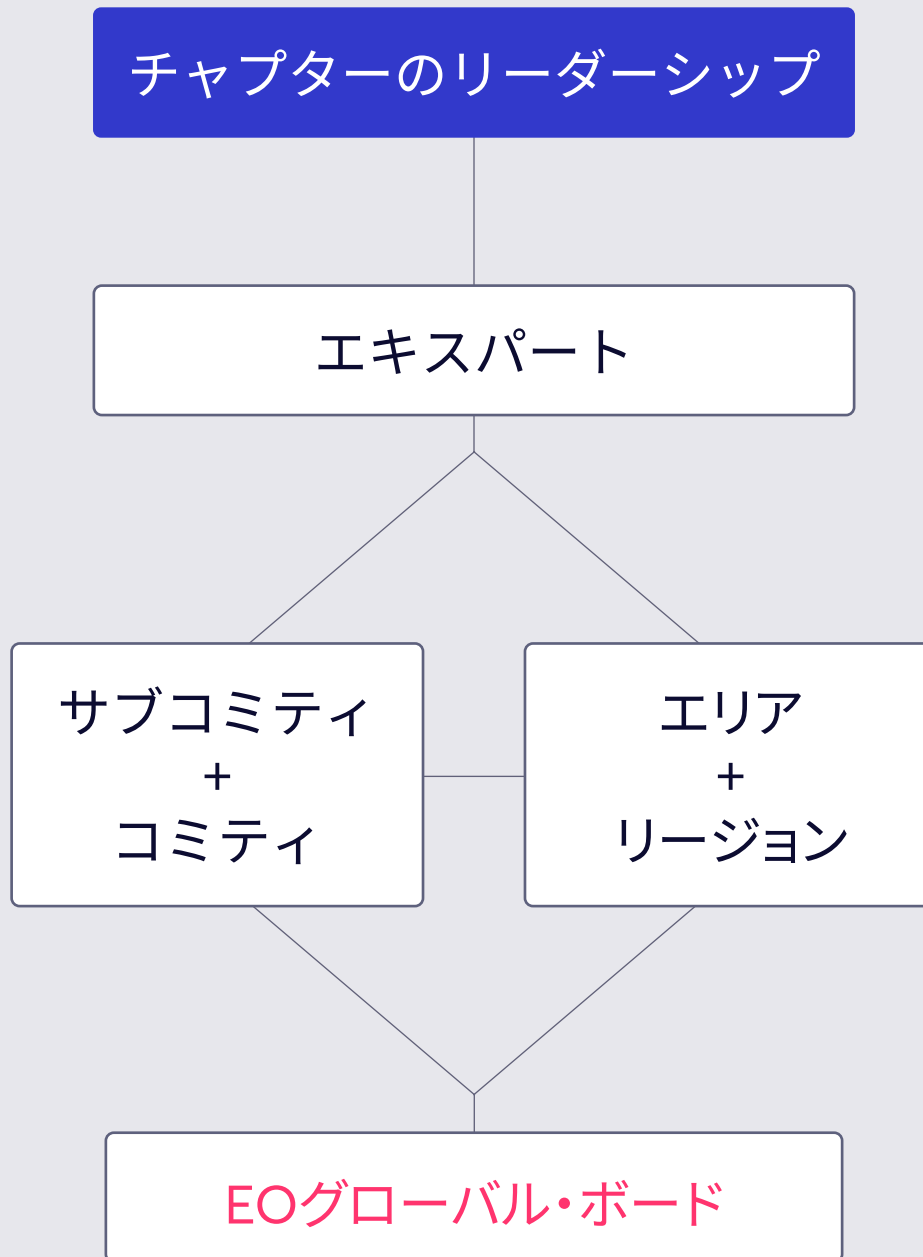 チャプターのリーダーシップ
エキスパート
サブコミティ
+
コミティ
エリア
+
リージョン
EOグローバル・ボード